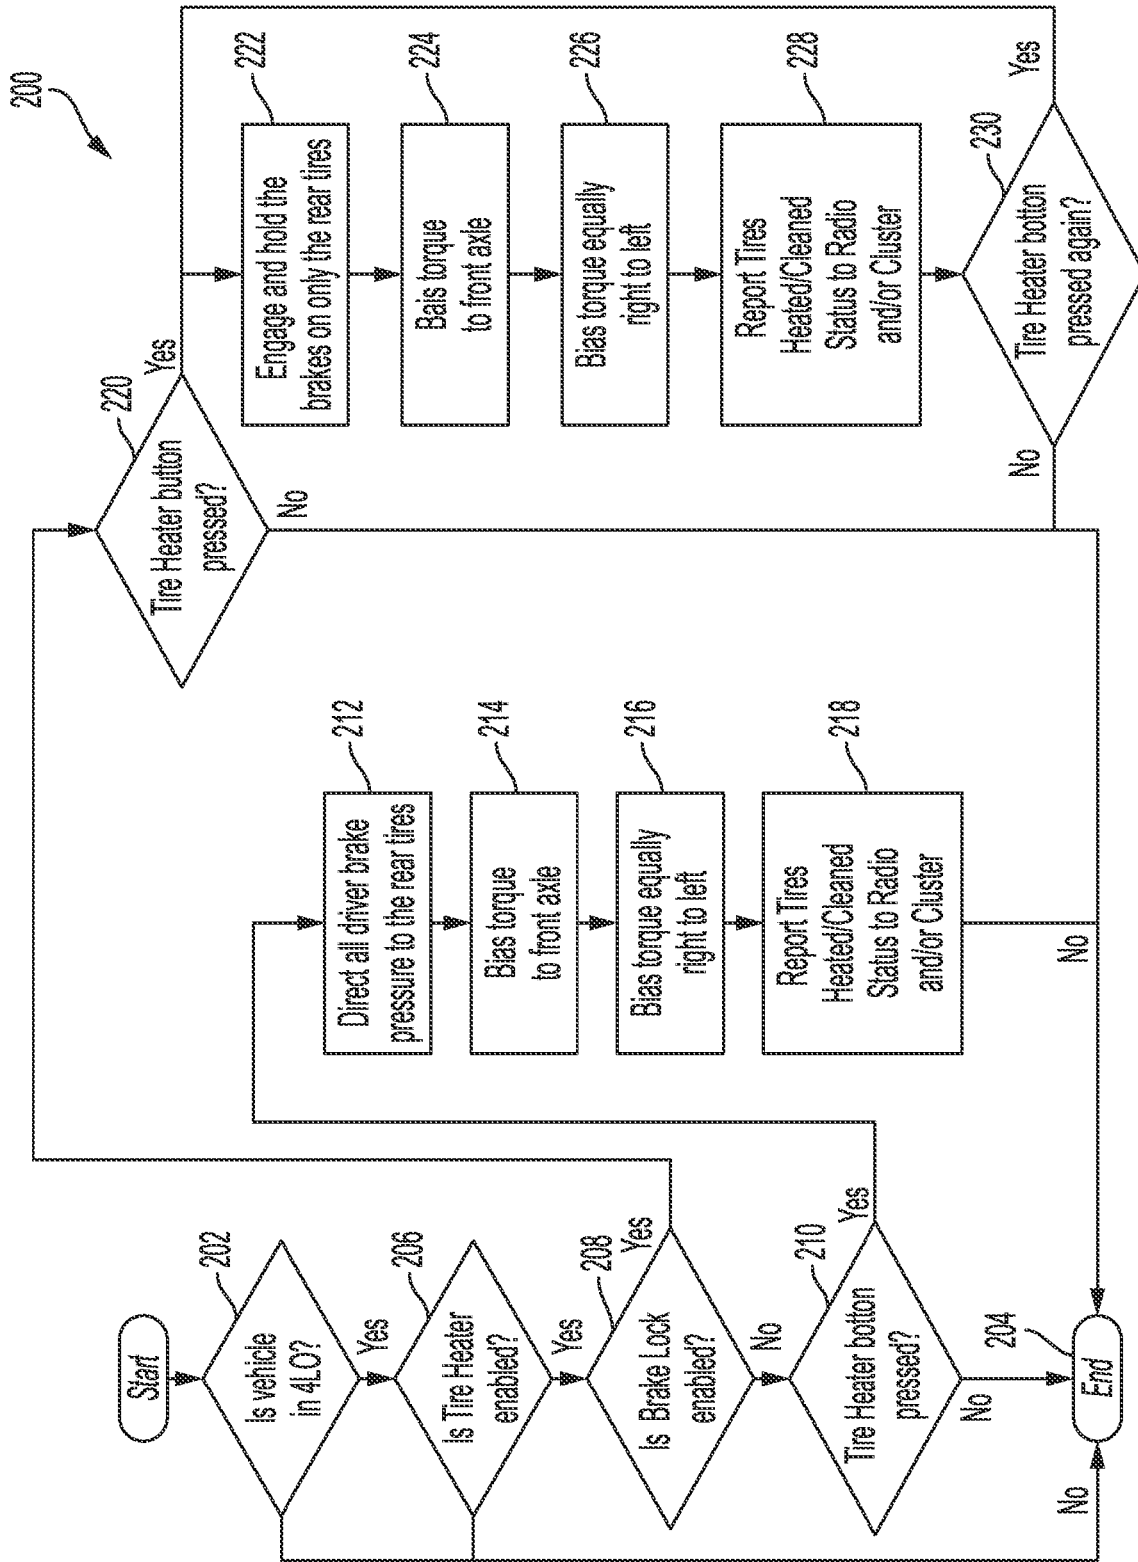 200
Start
202
Is vehicle
in 4LO?
Yes
206
Is Tire Heater
enabled?
Yes
208
Is Brake Lock
enabled?
Yes
No
210
Tire Heater botton
pressed?
Yes
No
204
End
No
212
Direct all driver brake
pressure to the rear tires
214
Bias torque
to front axle
216
Bias torque equally
right to left
218
Report Tires
Heated/Cleaned
Status to Radio
and/or Cluster
No
220
Tire Heater button
pressed?
Yes
No
222
Engage and hold the
brakes on only the rear tires
224
Bais torque
to front axle
226
Bias torque equally
right to left
228
Report Tires
Heated/Cleaned
Status to Radio
and/or Cluster
230
Tire Heater botton
pressed again?
Yes
No